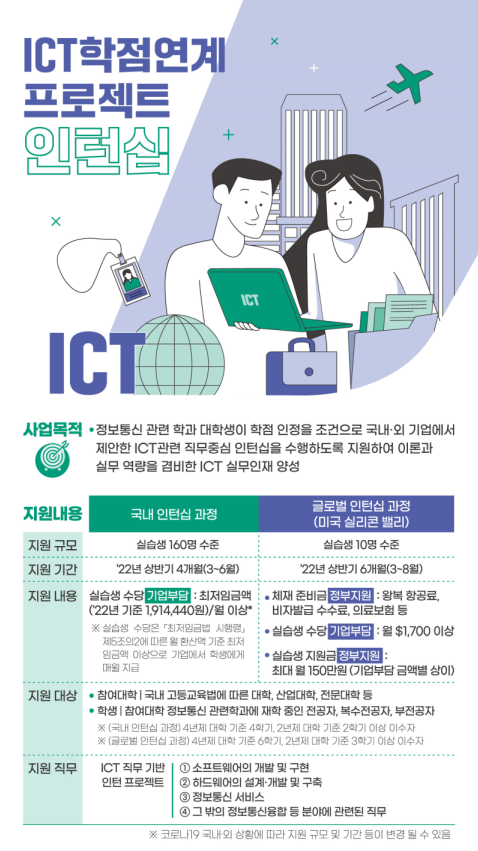 ICT학점연계
프로젝트
인턴십
ICT
ICT
사업목적
•정보통신 관련 학과 대학생이 학점 인정을 조건으로 국내·외 기업에서
제안한 ICT관련 직무중심 인턴십을 수행하도록 지원하여 이론과
실무 역량을 겸비한 ICT 실무인재 양성
지원내용
국내 인턴십 과정
글로벌 인턴십 과정
(미국 실리콘 밸리)
지원 규모
실습생 160명 수준
실습생 10명 수준
지원 기간
'22년 상반기 4개월(3~6월)
'22년 상반기 6개월(3~8월)
지원 내용
실습생 수당 기업부담 : 최저임금액
('22년 기준 1,914,440원)/월 이상*
※ 실습생 수당은 「최저임금법 시행령」
제5조의2에 따른 월 환산액 기준 최저
임금액 이상으로 기업에서 학생에게
매월 지급
• 체재 준비금 정부지원 : 왕복 항공료,
비자발급 수수료, 의료보험 등
• 실습생 수당 기업부담 : 월 $1,700 이상
• 실습생 지원금 정부지원 :
최대 월 150만원 (기업부담 금액별 상이)
지원 대상
• 참여대학 | 국내 고등교육법에 따른 대학, 산업대학, 전문대학 등
• 학생 | 참여대학 정보통신 관련학과에 재학 중인 전공자, 복수전공자, 부전공자
※ (국내 인턴십 과정) 4년제 대학 기준 4학기, 2년제 대학 기준 2학기 이상 이수자
※ (글로벌 인턴십 과정) 4년제 대학 기준 6학기, 2년제 대학 기준 3학기 이상 이수자
지원 직무
ICT 직무 기반
인턴 프로젝트
① 소프트웨어의 개발 및 구현
② 하드웨어의 설계·개발 및 구축
③ 정보통신 서비스
④ 그 밖의 정보통신융합 등 분야에 관련된 직무
※ 코로나19 국내·외 상황에 따라 지원 규모 및 기간 등이 변경 될 수 있음